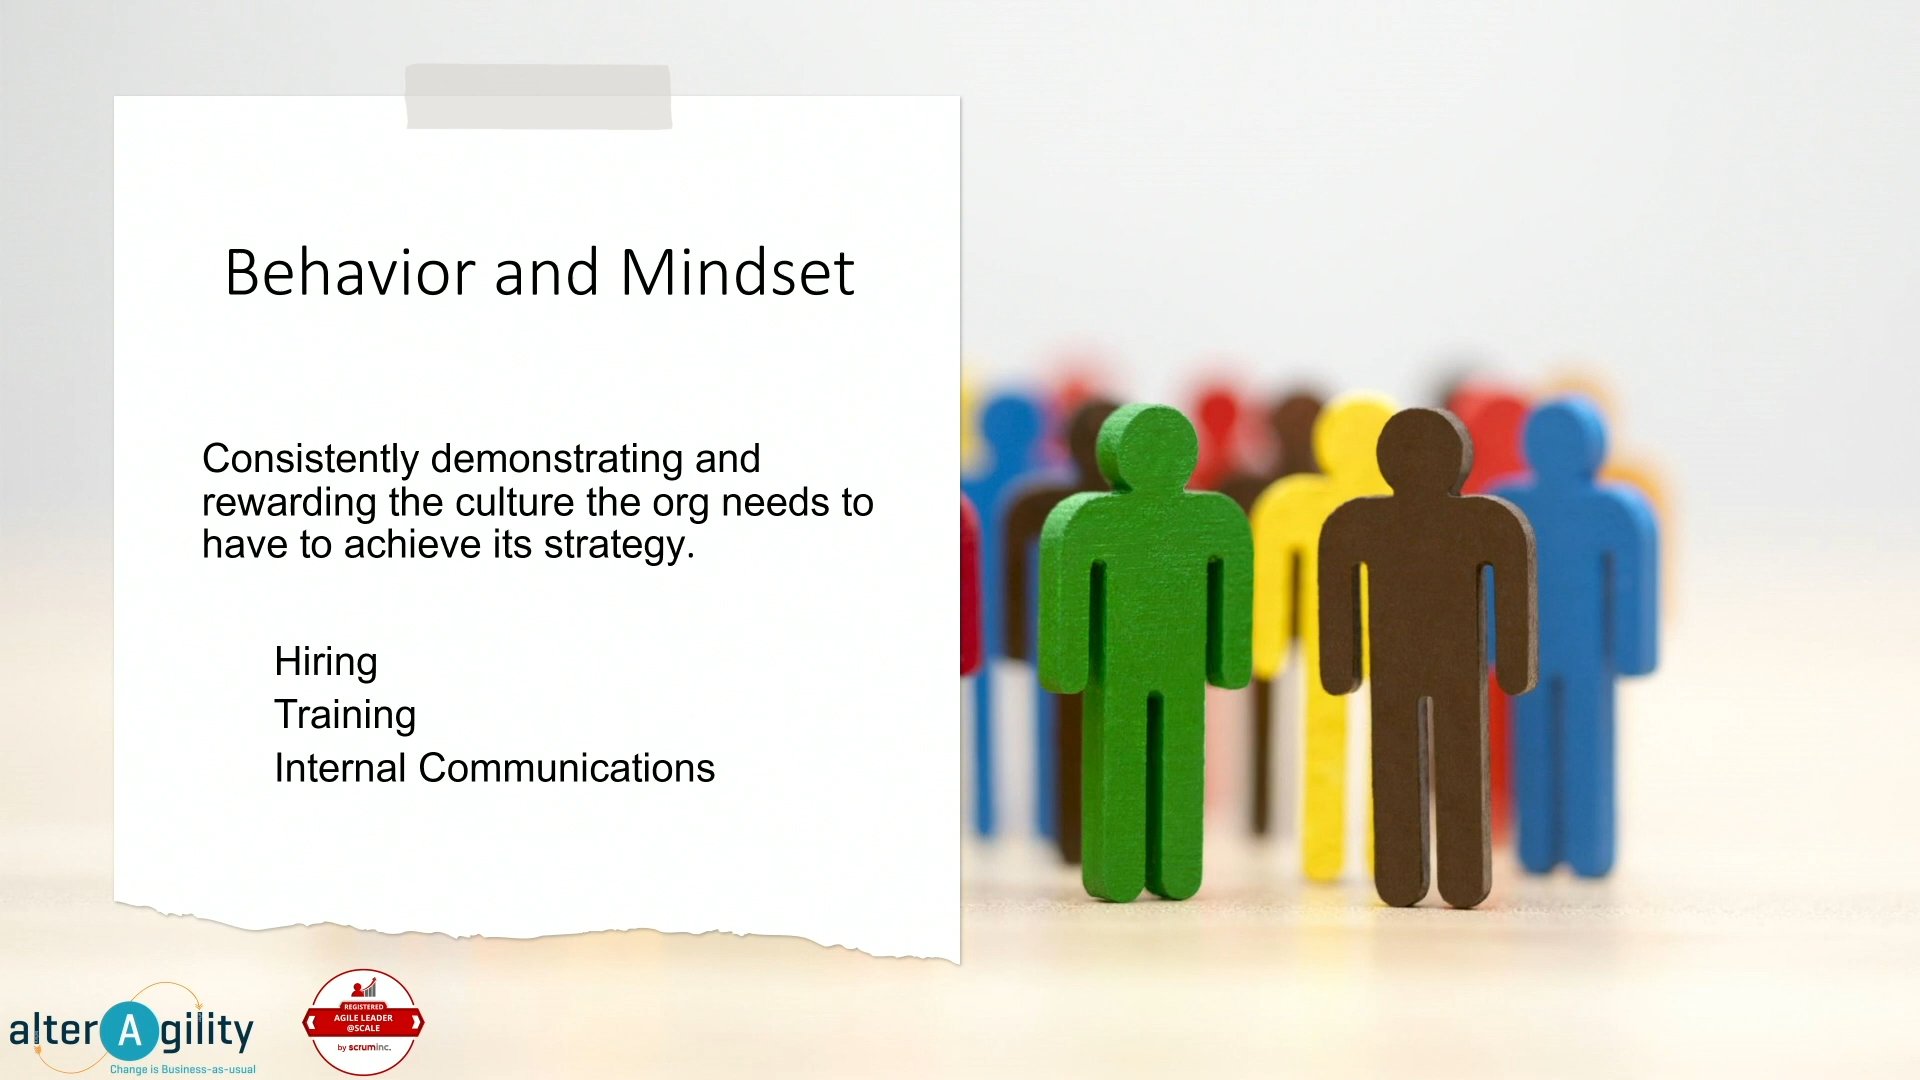 Behavior and Mindset
Consistently demonstrating and
rewarding the culture the org needs to
have to achieve its strategy.
Hiring
Training
Internal Communications
alterAgility
Change is Business-as-usual
REGISTERED
AGILE LEADER
@SCALE
by scruminc.